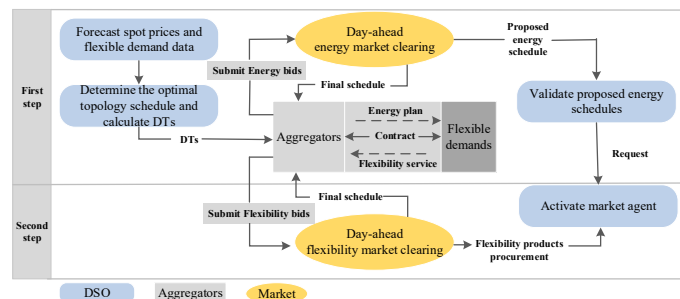 First
step
Forecast spot prices and
flexible demand data
Determine the optimal
topology schedule and
calculate DTs
DTs
Submit Energy bids
Day-ahead
energy market clearing
Final schedule
Proposed
energy
schedule
Validate proposed energy
schedules
Request
Aggregators
Energy plan
Contract
Flexibility service
Flexible
demands
Second
step
Submit Flexibility bids
Final schedule
Day-ahead
flexibility market clearing
Flexibility products
procurement
Activate market agent
DSO
Aggregators
Market